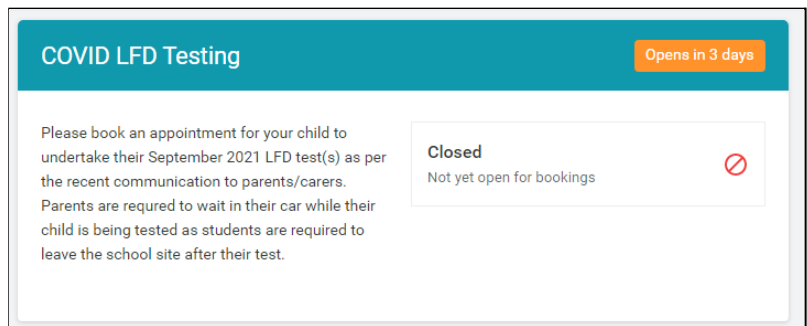 COVID LFD Testing
Opens in 3 days
Please book an appointment for your child to
undertake their September 2021 LFD test(s) as per
the recent communication to parents/carers.
Parents are requred to wait in their car while their
child is being tested as students are required to
leave the school site after their test.
Closed
Not yet open for bookings